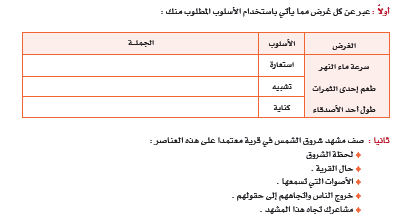 أولاً : عبر عن كل غرض مما يأتي باستخدام الأسلوب المطلوب منك :
الغرض الأسلوب الجملـة
سرعة ماء النهر استعارة
طعم إحدى الثمرات تشبيه
طول أحد الأصدقاء كناية
ثانيا : صف مشهد شروق الشمس في قرية معتمدا على هذه العناصر :
لحظة الشروق
حال القرية .
الأصوات التي تسمعها .
خروج الناس واتجاههم إلى حقولهم .
مشاعرك تجاه هذا المشهد .